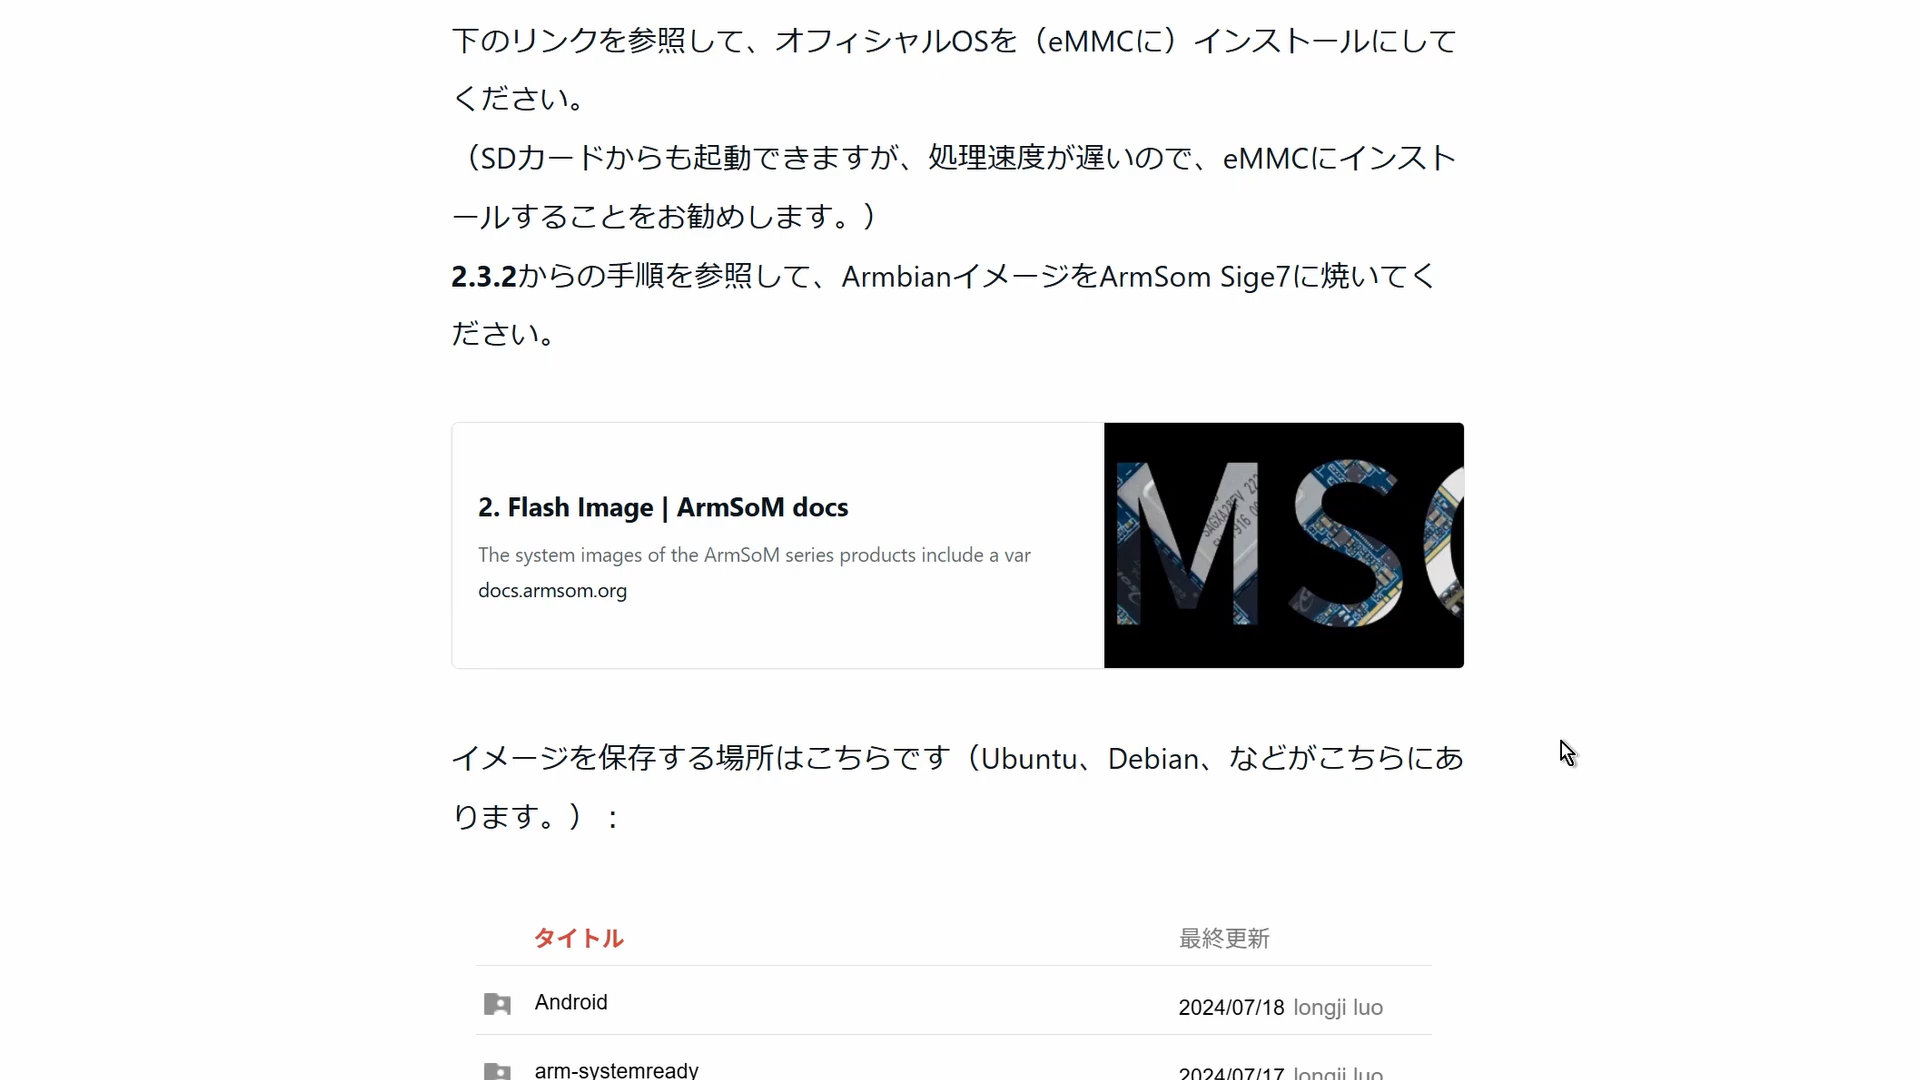 下のリンクを参照して、オフィシャルOSを（eMMCに）インストールにして
ください。
（SDカードからも起動できますが、処理速度が遅いので、eMMCにインスト
ールすることをお勧めします。）
2.3.2からの手順を参照して、ArmbianイメージをArmSom Sige7に焼いてく
ださい。
2. Flash Image | ArmSoM docs
The system images of the ArmSoM series products include a var
docs.armsom.org
MSO
イメージを保存する場所はこちらです（Ubuntu、Debian、などがこちらにあ
ります。）：
タイトル 最終更新
Android 2024/07/18 longji luo
arm-systemready 2024/07/17 longji luo